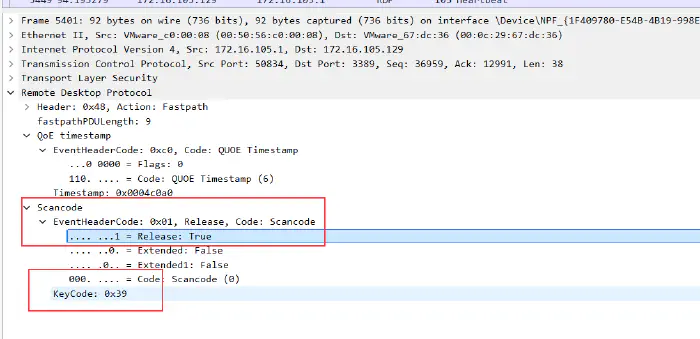 Frame 5401: 92 bytes on wire (736 bits), 92 bytes captured (736 bits) on interface \Device\NPF_{1F409780-E54B-4B19-998E
Ethernet II, Src: VMware_c0:00:08 (00:50:56:c0:00:08), Dst: VMware_67:dc:36 (00:0c:29:67:dc:36)
Internet Protocol Version 4, Src: 172.16.105.1, Dst: 172.16.105.129
Transmission Control Protocol, Src Port: 50834, Dst Port: 3389, Seq: 36959, Ack: 12991, Len: 38
Transport Layer Security
Remote Desktop Protocol
Header: 0x48, Action: Fastpath
fastpathPDULength: 9
QoE timestamp
EventHeaderCode: 0xc0, Code: QUOE Timestamp
...0 0000 = Flags: 0
110. .... = Code: QUOE Timestamp (6)
Timestamp: 0x0004c0a0
Scancode
EventHeaderCode: 0x01, Release, Code: Scancode
.... ...1 = Release: True
.... ..0. = Extended: False
.... .0.. = Extended1: False
000. .... = Code: Scancode (0)
KeyCode: 0x39